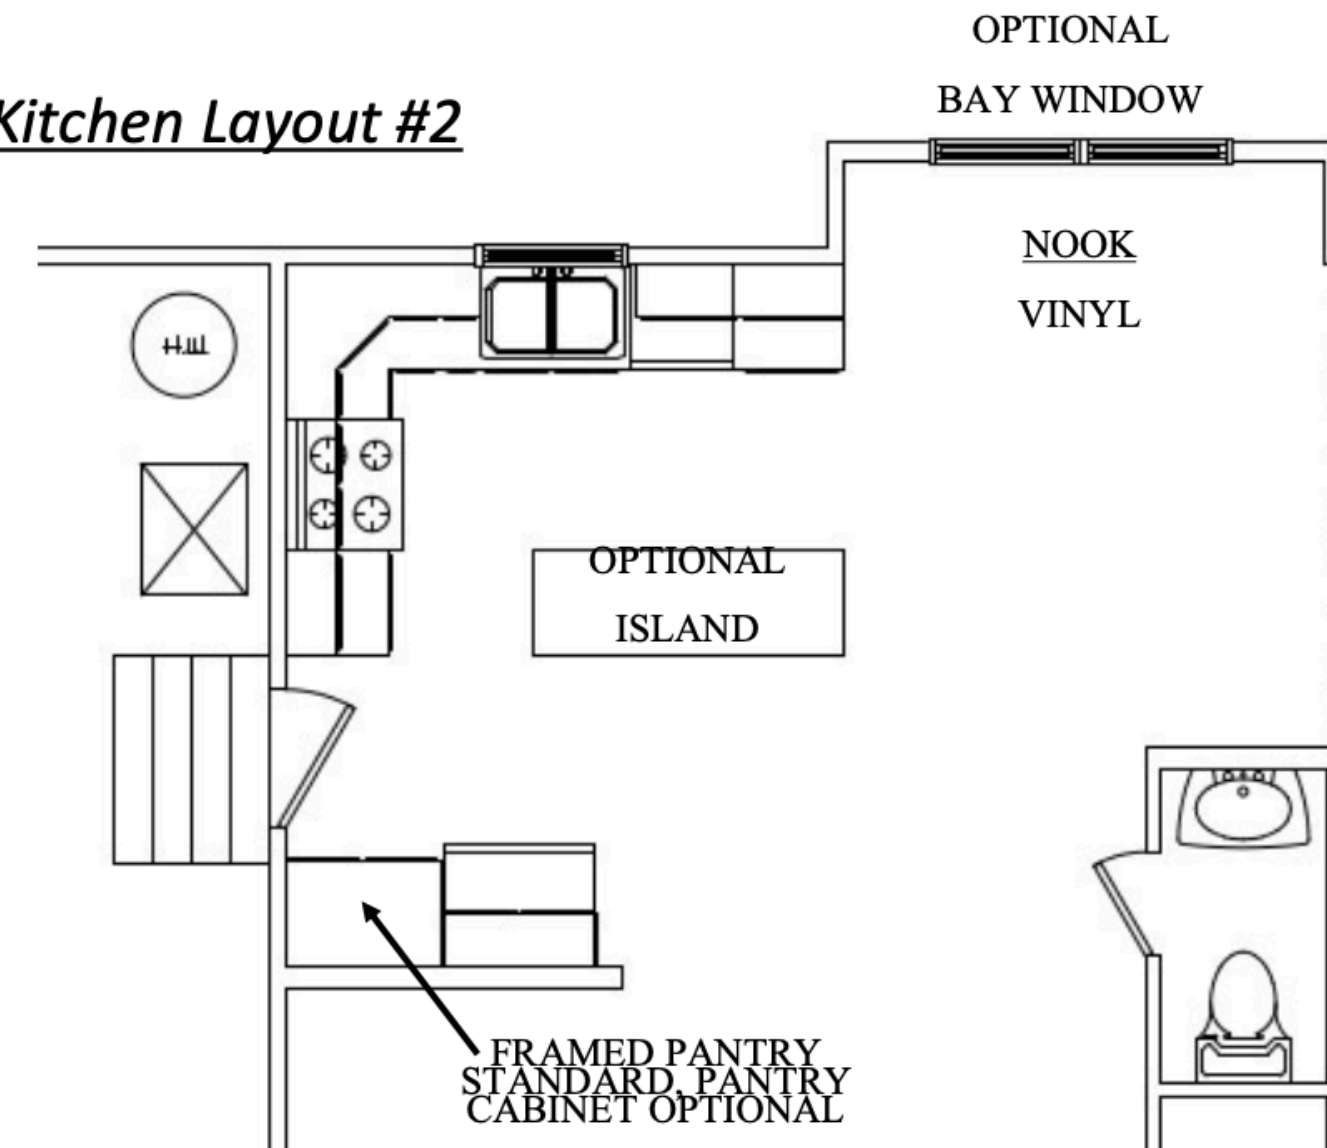 OPTIONAL
BAY WINDOW
Kitchen Layout #2
NOOK
VINYL
OPTIONAL
ISLAND
FRAMED PANTRY
STANDARD, PANTRY
CABINET OPTIONAL